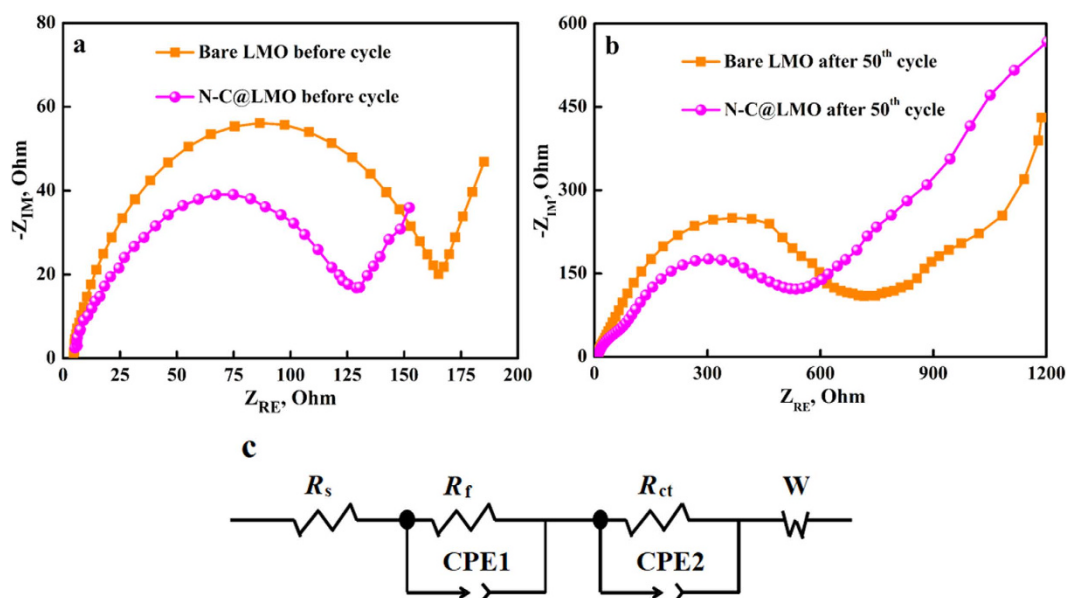 a
Bare LMO before cycle
N-C@LMO before cycle
-Z_IM, Ohm
80
60
40
20
0
0 25 50 75 100 125 150 175 200
Z_RE, Ohm
b
Bare LMO after 50th cycle
N-C@LMO after 50th cycle
-Z_IM, Ohm
600
450
300
150
0
0 300 600 900 1200
Z_RE, Ohm
c
R_s R_f R_ct W
CPE1 CPE2